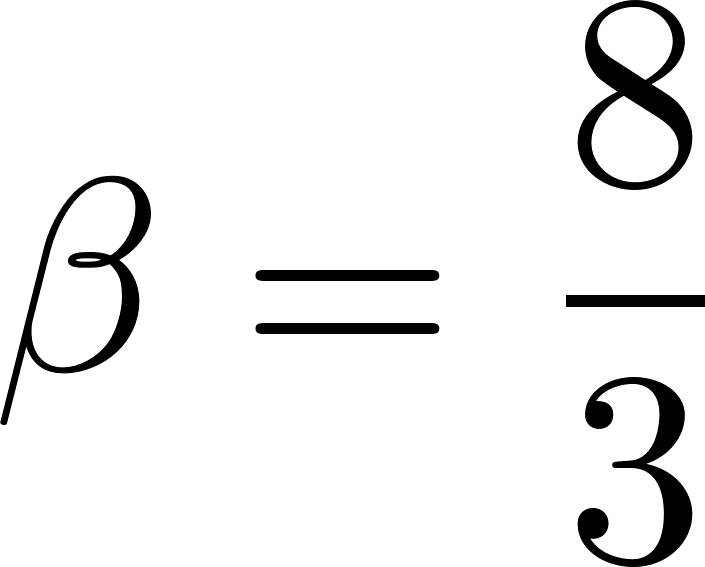 β = 8/3